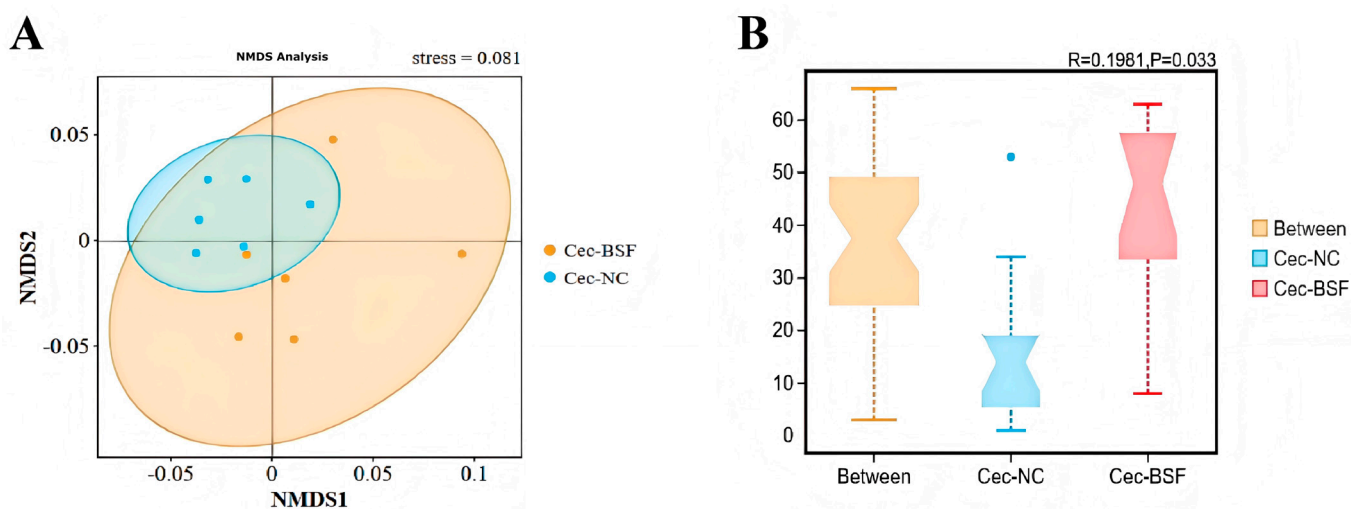 A
NMDS Analysis
stress = 0.081
0.05
0
-0.05
NMDS2
-0.05
0
0.05
0.1
NMDS1
Cec-BSF
Cec-NC
B
R=0.1981,P=0.033
60
50
40
30
20
10
0
Between
Cec-NC
Cec-BSF
Between
Cec-NC
Cec-BSF